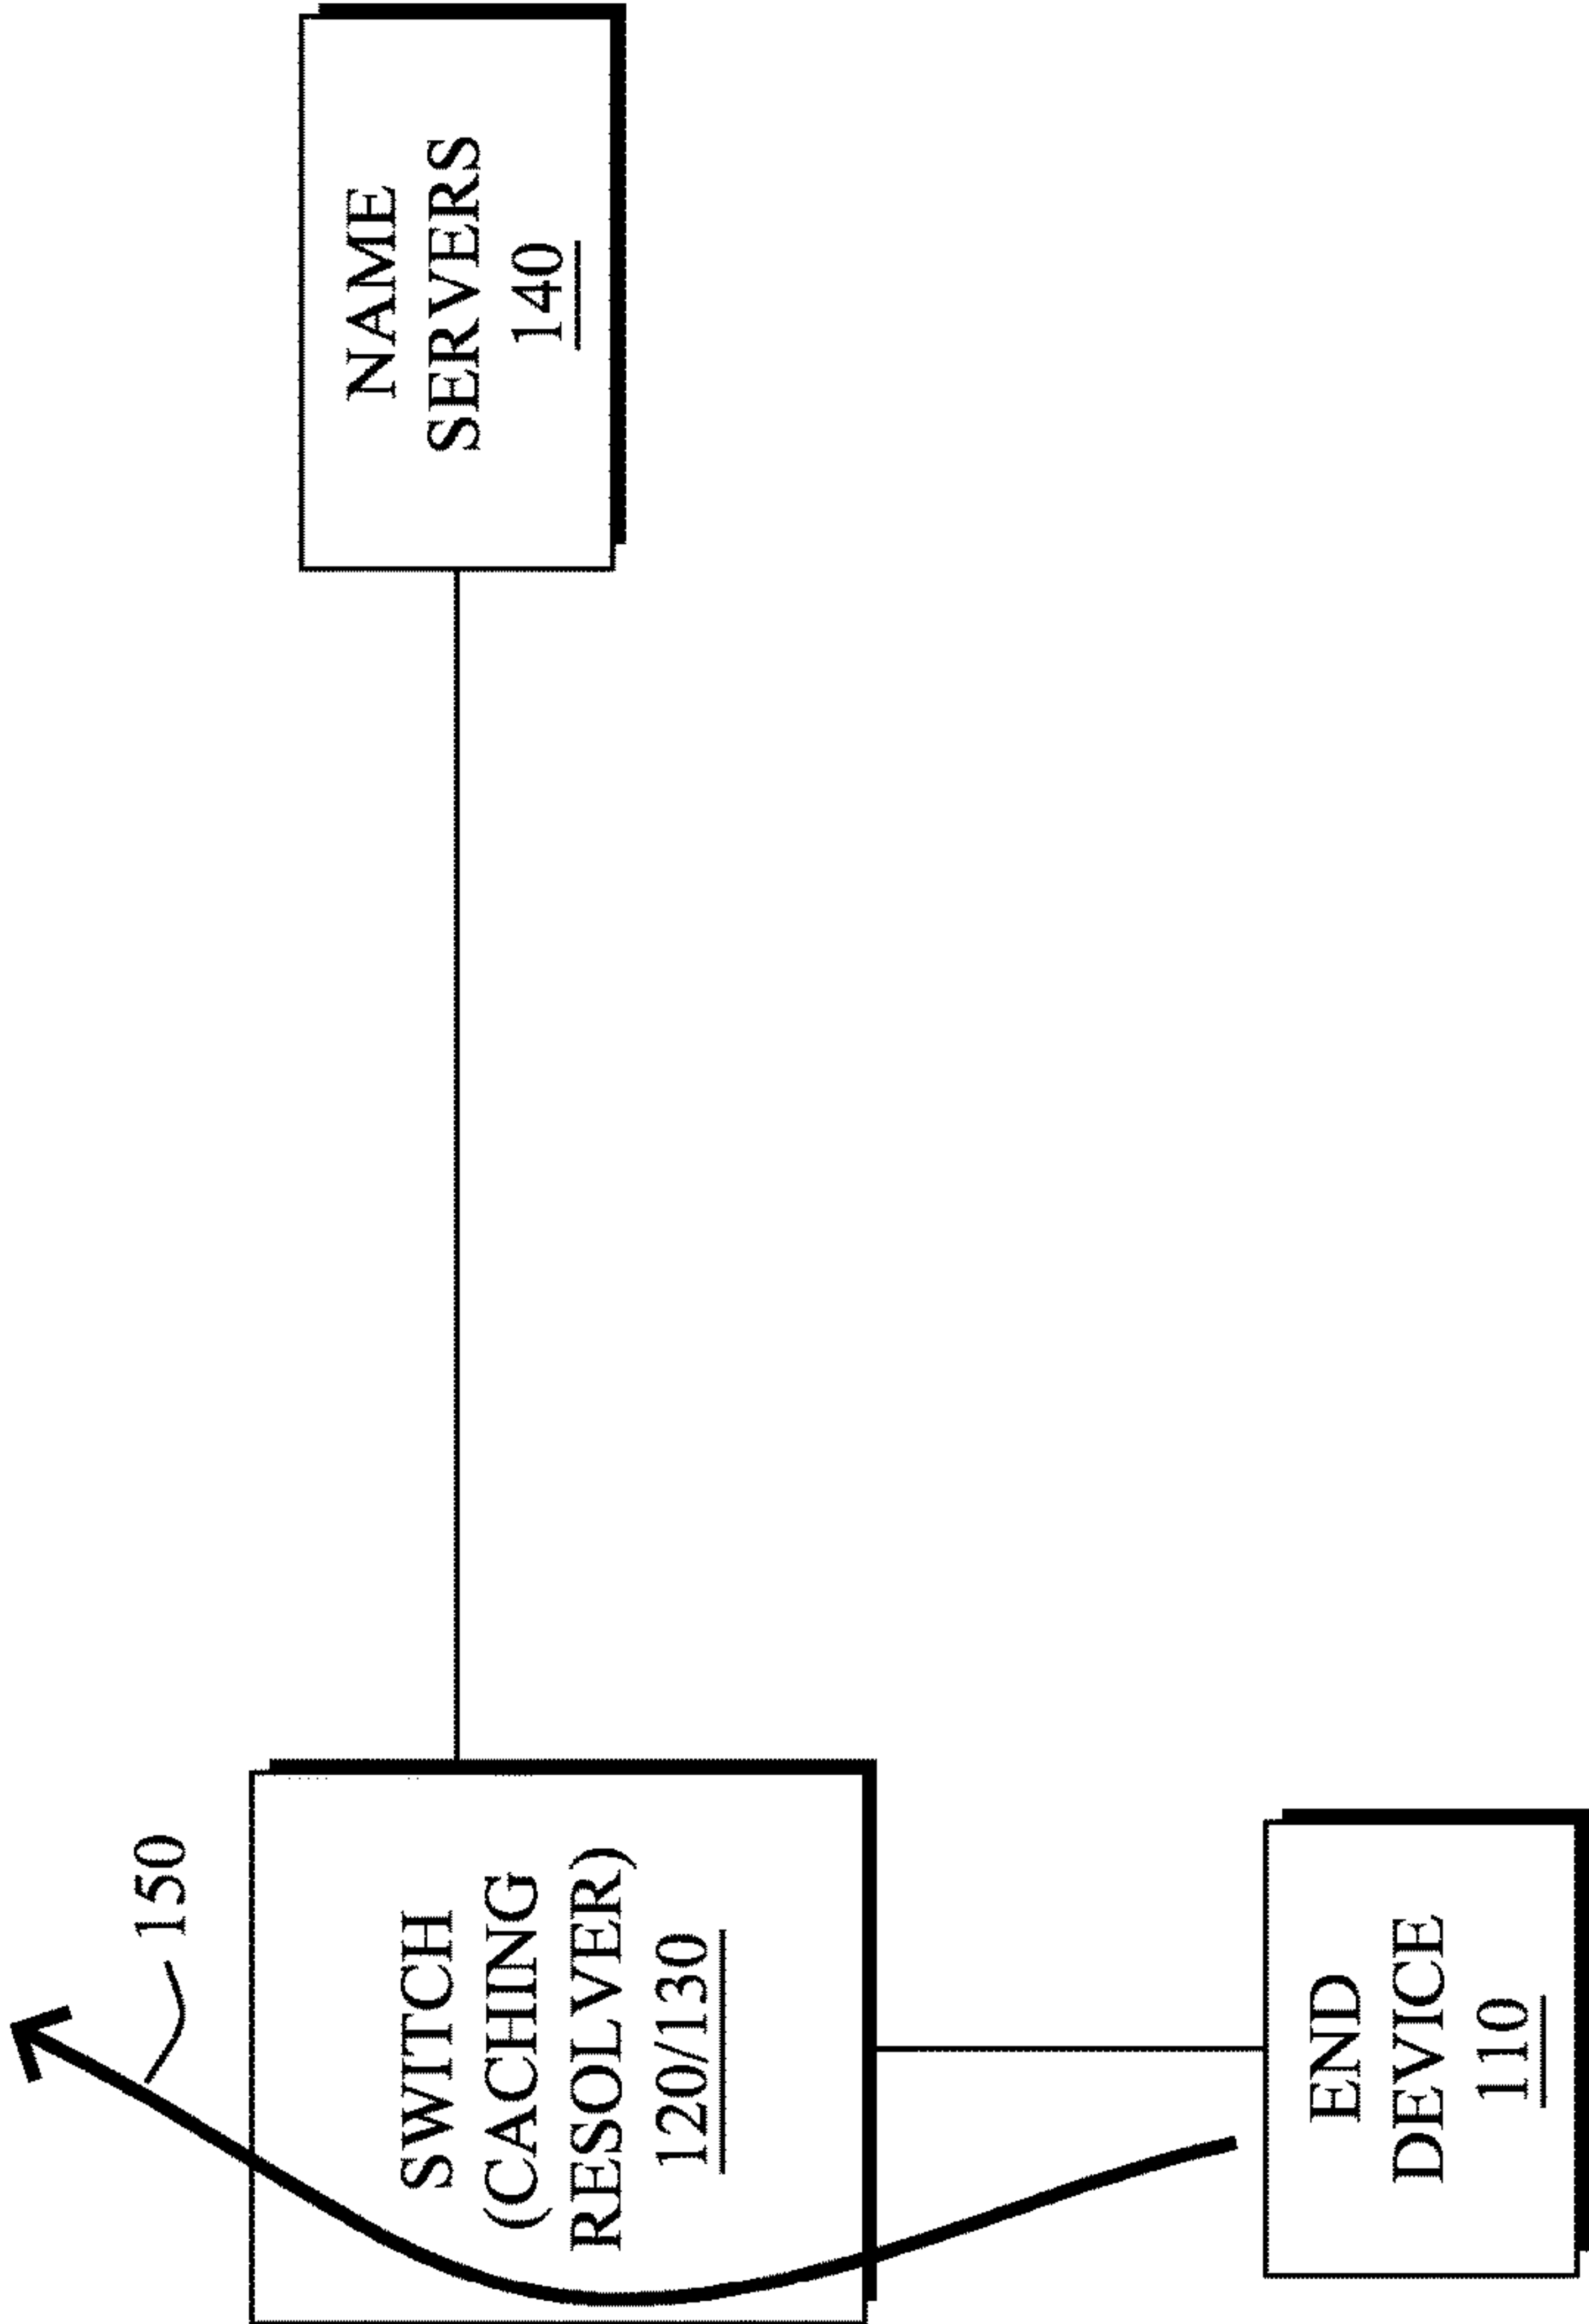 150
SWITCH
(CACHING
RESOLVER)
120/130
NAME
SERVERS
140
END
DEVICE
110